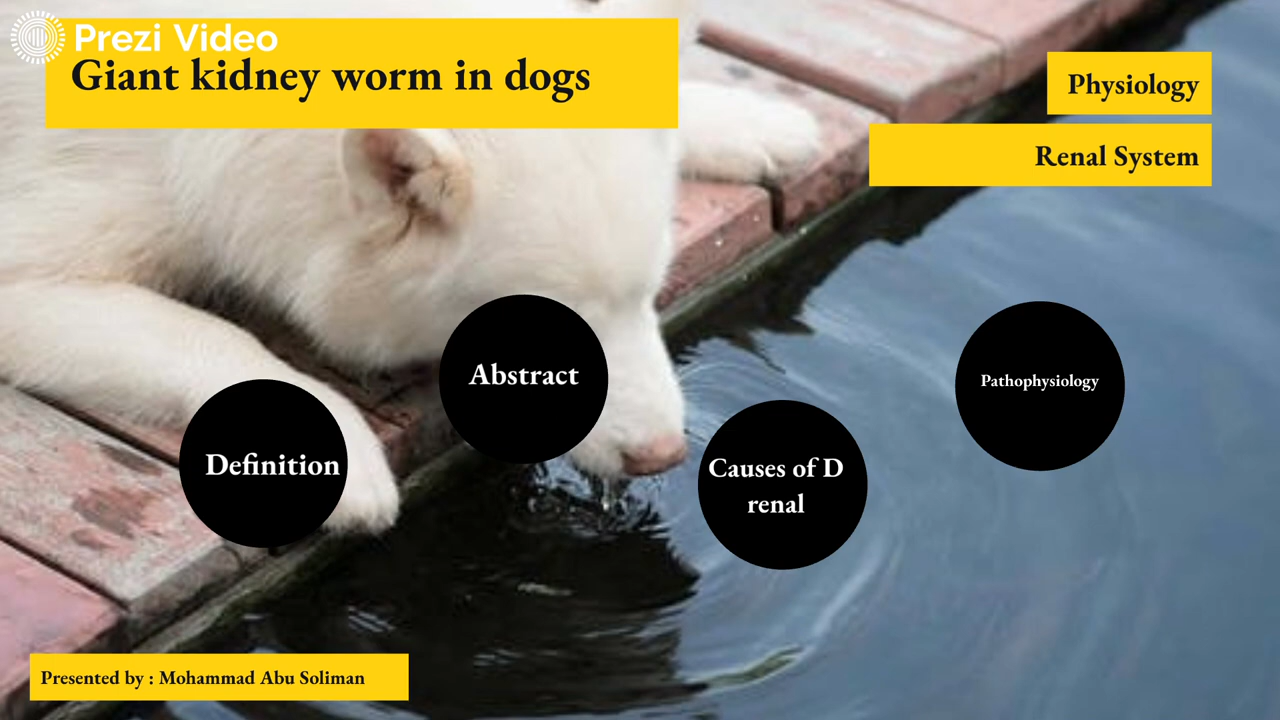 Prezi Video
Giant kidney worm in dogs
Physiology
Renal System
Abstract
Pathophysiology
Definition
Causes of D
renal
Presented by : Mohammad Abu Soliman